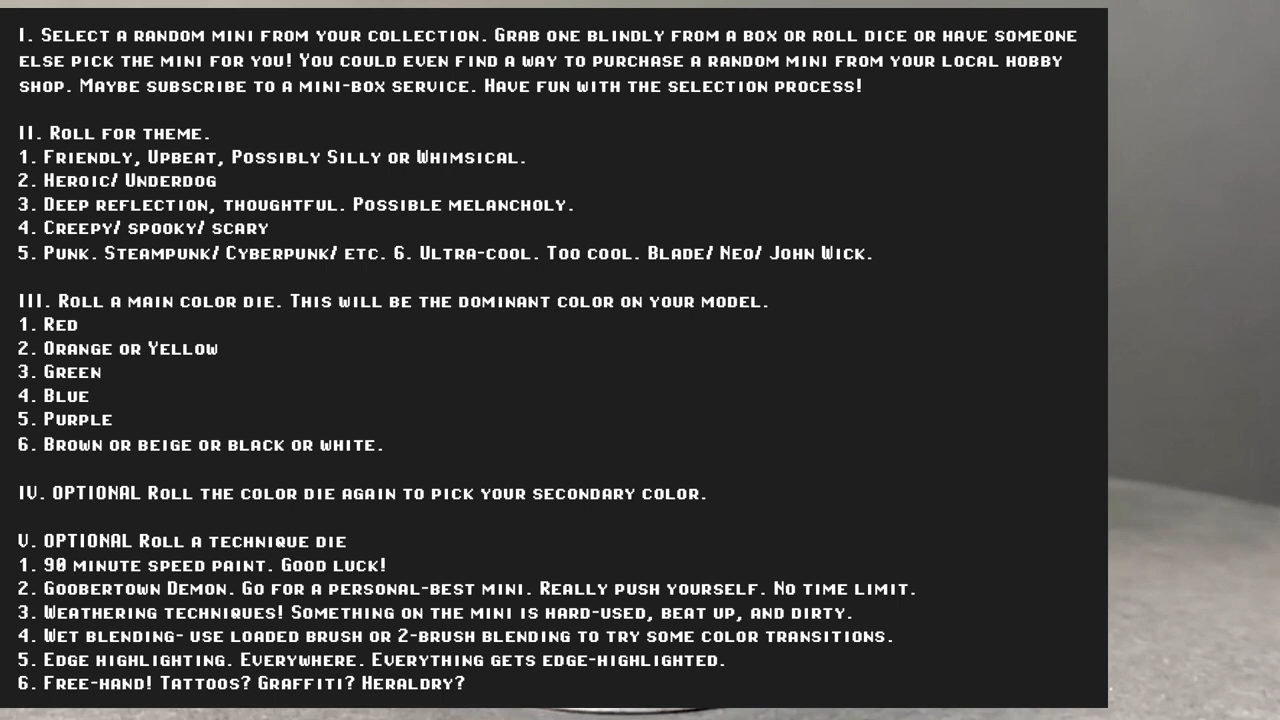 I. Select a random mini from your collection. Grab one blindly from a box or roll dice or have someone
else pick the mini for you! You could even find a way to purchase a random mini from your local hobby
shop. Maybe subscribe to a mini-box service. Have fun with the selection process!
II. Roll for theme.
1. Friendly, Upbeat, Possibly Silly or Whimsical.
2. Heroic/ Underdog
3. Deep reflection, thoughtful. Possible melancholy.
4. Creepy/ spooky/ scary
5. Punk. Steampunk/ Cyberpunk/ etc. 6. Ultra-cool. Too cool. Blade/ Neo/ John Wick.
III. Roll a main color die. This will be the dominant color on your model.
1. Red
2. Orange or Yellow
3. Green
4. Blue
5. Purple
6. Brown or beige or black or white.
IV. OPTIONAL Roll the color die again to pick your secondary color.
V. OPTIONAL Roll a technique die
1. 90 minute speed paint. Good luck!
2. Goobertown Demon. Go for a personal-best mini. Really push yourself. No time limit.
3. Weathering techniques! Something on the mini is hard-used, beat up, and dirty.
4. Wet blending- use loaded brush or 2-brush blending to try some color transitions.
5. Edge highlighting. Everywhere. Everything gets edge-highlighted.
6. Free-hand! Tattoos? Graffiti? Heraldry?